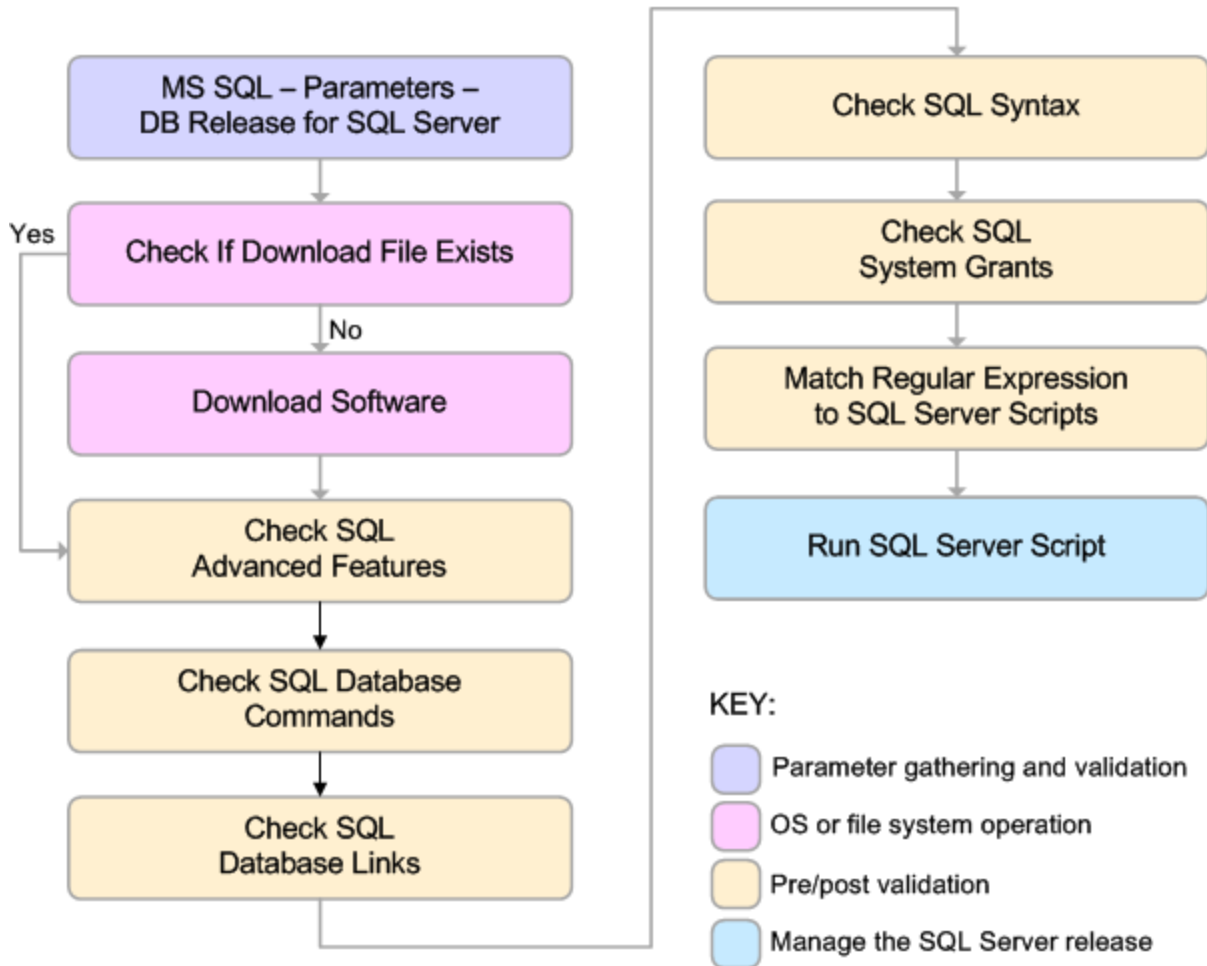 MS SQL – Parameters –
DB Release for SQL Server
Yes
Check If Download File Exists
No
Download Software
Check SQL
Advanced Features
Check SQL Database
Commands
Check SQL
Database Links
Check SQL Syntax
Check SQL
System Grants
Match Regular Expression
to SQL Server Scripts
Run SQL Server Script
KEY:
Parameter gathering and validation
OS or file system operation
Pre/post validation
Manage the SQL Server release